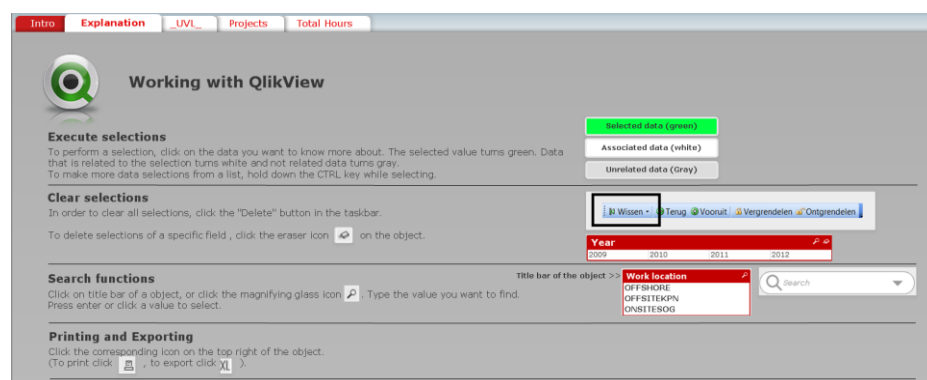 Intro Explanation _UVL_ Projects Total Hours
Working with QlikView
Execute selections
To perform a selection, click on the data you want to know more about. The selected value turns green. Data
that is related to the selection turns white and not related data turns gray.
To make more data selections from a list, hold down the CTRL key while selecting.
Selected data (green)
Associated data (white)
Unrelated data (Gray)
Clear selections
In order to clear all selections, click the "Delete" button in the taskbar.
To delete selections of a specific field , click the eraser icon on the object.
Wissen Terug Vooruit Vergrendelen Ontgrendelen
Year
2009 2010 2011 2012
Search functions
Click on title bar of a object, or click the magnifying glass icon . Type the value you want to find.
Press enter or click a value to select.
Title bar of the object >>
Work location
OFFSHORE
OFFSITEKPN
ONSITESOG
Search
Printing and Exporting
Click the corresponding icon on the top right of the object.
(To print click , to export click XL ).